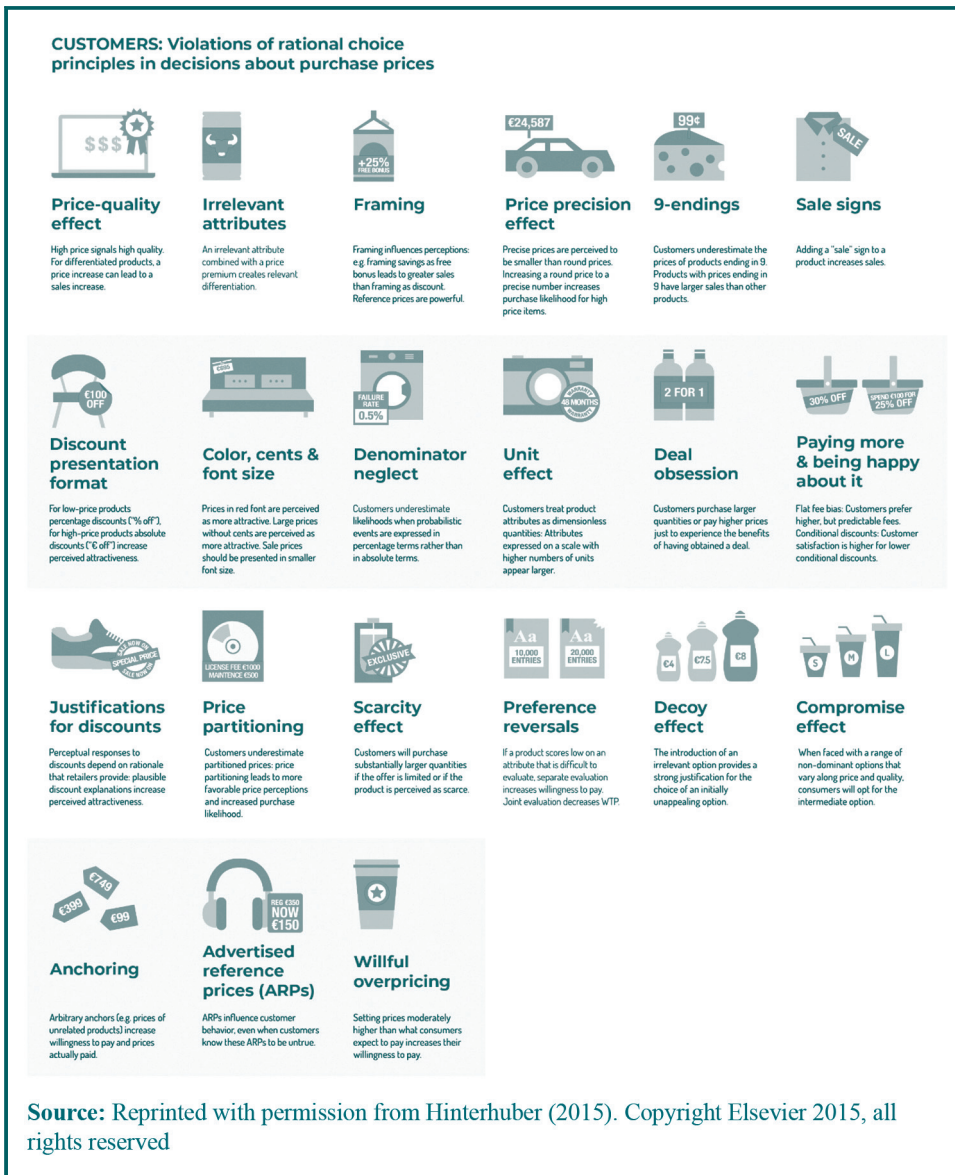 CUSTOMERS: Violations of rational choice
principles in decisions about purchase prices
$$$
+25%
FREE BONUS
€24,587
99¢
SALE
Price-quality
effect
High price signals high quality.
For differentiated products, a
price increase can lead to a
sales increase.
Irrelevant
attributes
An irrelevant attribute
combined with a price
premium creates relevant
differentiation.
Framing
Framing influences perceptions:
e.g. framing savings as free
bonus leads to greater sales
than framing as discount.
Reference prices are powerful.
Price precision
effect
Precise prices are perceived to
be smaller than round prices.
Increasing a round price to a
precise number increases
purchase likelihood for high
price items.
9-endings
Customers underestimate the
prices of products ending in 9.
Products with prices ending in
9 have larger sales than other
products.
Sale signs
Adding a "sale" sign to a
product increases sales.
€100
OFF
Discount
presentation
format
For low-price products
percentage discounts ("% off"),
for high-price products absolute
discounts ("€ off") increase
perceived attractiveness.
Color, cents &
font size
Prices in red font are perceived
as more attractive. Large prices
without cents are perceived as
more attractive. Sale prices
should be presented in smaller
font size.
FAILURE
RATE
0.5%
Denominator
neglect
Customers underestimate
likelihoods when probabilistic
events are expressed in
percentage terms rather than
in absolute terms.
WARRANTY
48 MONTHS
WARRANTY
Unit
effect
Customers treat product
attributes as dimensionless
quantities: Attributes
expressed on a scale with
higher numbers of units
appear larger.
2 FOR 1
Deal
obsession
Customers purchase larger
quantities or pay higher prices
just to experience the benefits
of having obtained a deal.
30% OFF
SPEND €100 FOR
25% OFF
Paying more
& being happy
about it
Flat fee bias: Customers prefer
higher, but predictable fees.
Conditional discounts: Customer
satisfaction is higher for lower
conditional discounts.
SALE NOW ON
SPECIAL PRICE
SALE NOW ON
Justifications
for discounts
Perceptual responses to
discounts depend on rationale
that retailers provide: plausible
discount explanations increase
perceived attractiveness.
LICENSE FEE €1000
MAINTENCE €500
Price
partitioning
Customers underestimate
partitioned prices: price
partitioning leads to more
favorable price perceptions
and increased purchase
likelihood.
EXCLUSIVE
Scarcity
effect
Customers will purchase
substantially larger quantities
if the offer is limited or if the
product is perceived as scarce.
Aa
10,000
ENTRIES
Aa
20,000
ENTRIES
Preference
reversals
If a product scores low on an
attribute that is difficult to
evaluate, separate evaluation
increases willingness to pay.
Joint evaluation decreases WTP.
€4
€7.5
€8
Decoy
effect
The introduction of an
irrelevant option provides a
strong justification for the
choice of an initially
unappealing option.
S
M
L
Compromise
effect
When faced with a range of
non-dominant options that
vary along price and quality,
consumers will opt for the
intermediate option.
€749
€399
€99
Anchoring
Arbitrary anchors (e.g. prices of
unrelated products) increase
willingness to pay and prices
actually paid.
REG €350
NOW
€150
Advertised
reference
prices (ARPs)
ARPs influence customer
behavior, even when customers
know these ARPs to be untrue.
Willful
overpricing
Setting prices moderately
higher than what consumers
expect to pay increases their
willingness to pay.
Source: Reprinted with permission from Hinterhuber (2015). Copyright Elsevier 2015, all
rights reserved